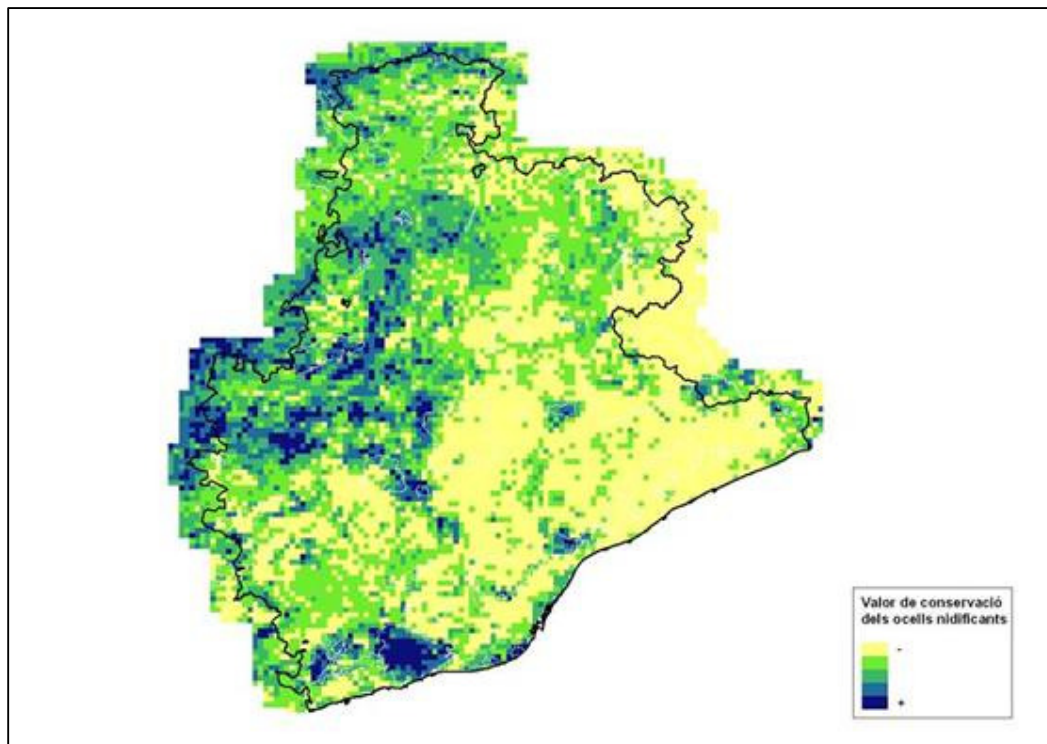 Valor de conservació
dels ocells nidificants
-
+